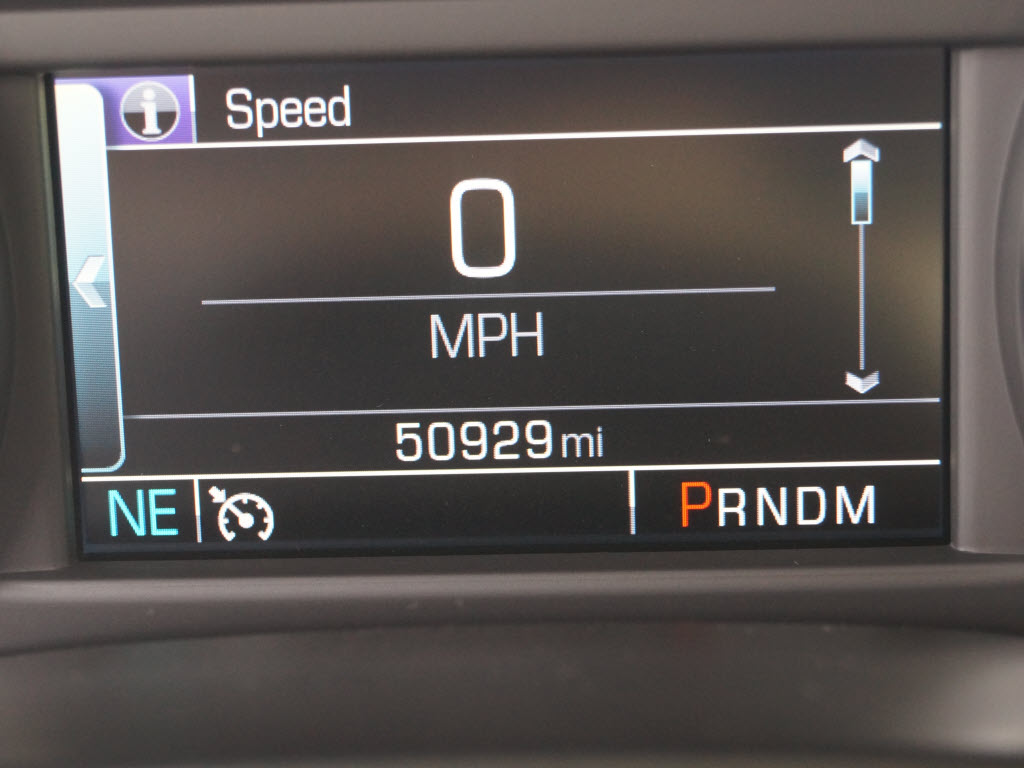 i Speed
0
MPH
50929 mi
NE PRNDM